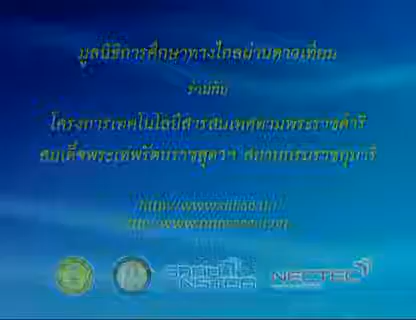 มูลนิธิการศึกษาทางไกลผ่านดาวเทียม
ร่วมกับ
โครงการเทคโนโลยีสารสนเทศตามพระราชดำริ
สมเด็จพระเทพรัตนราชสุดาฯ สยามบรมราชกุมารี
NSTDA
NECTEC